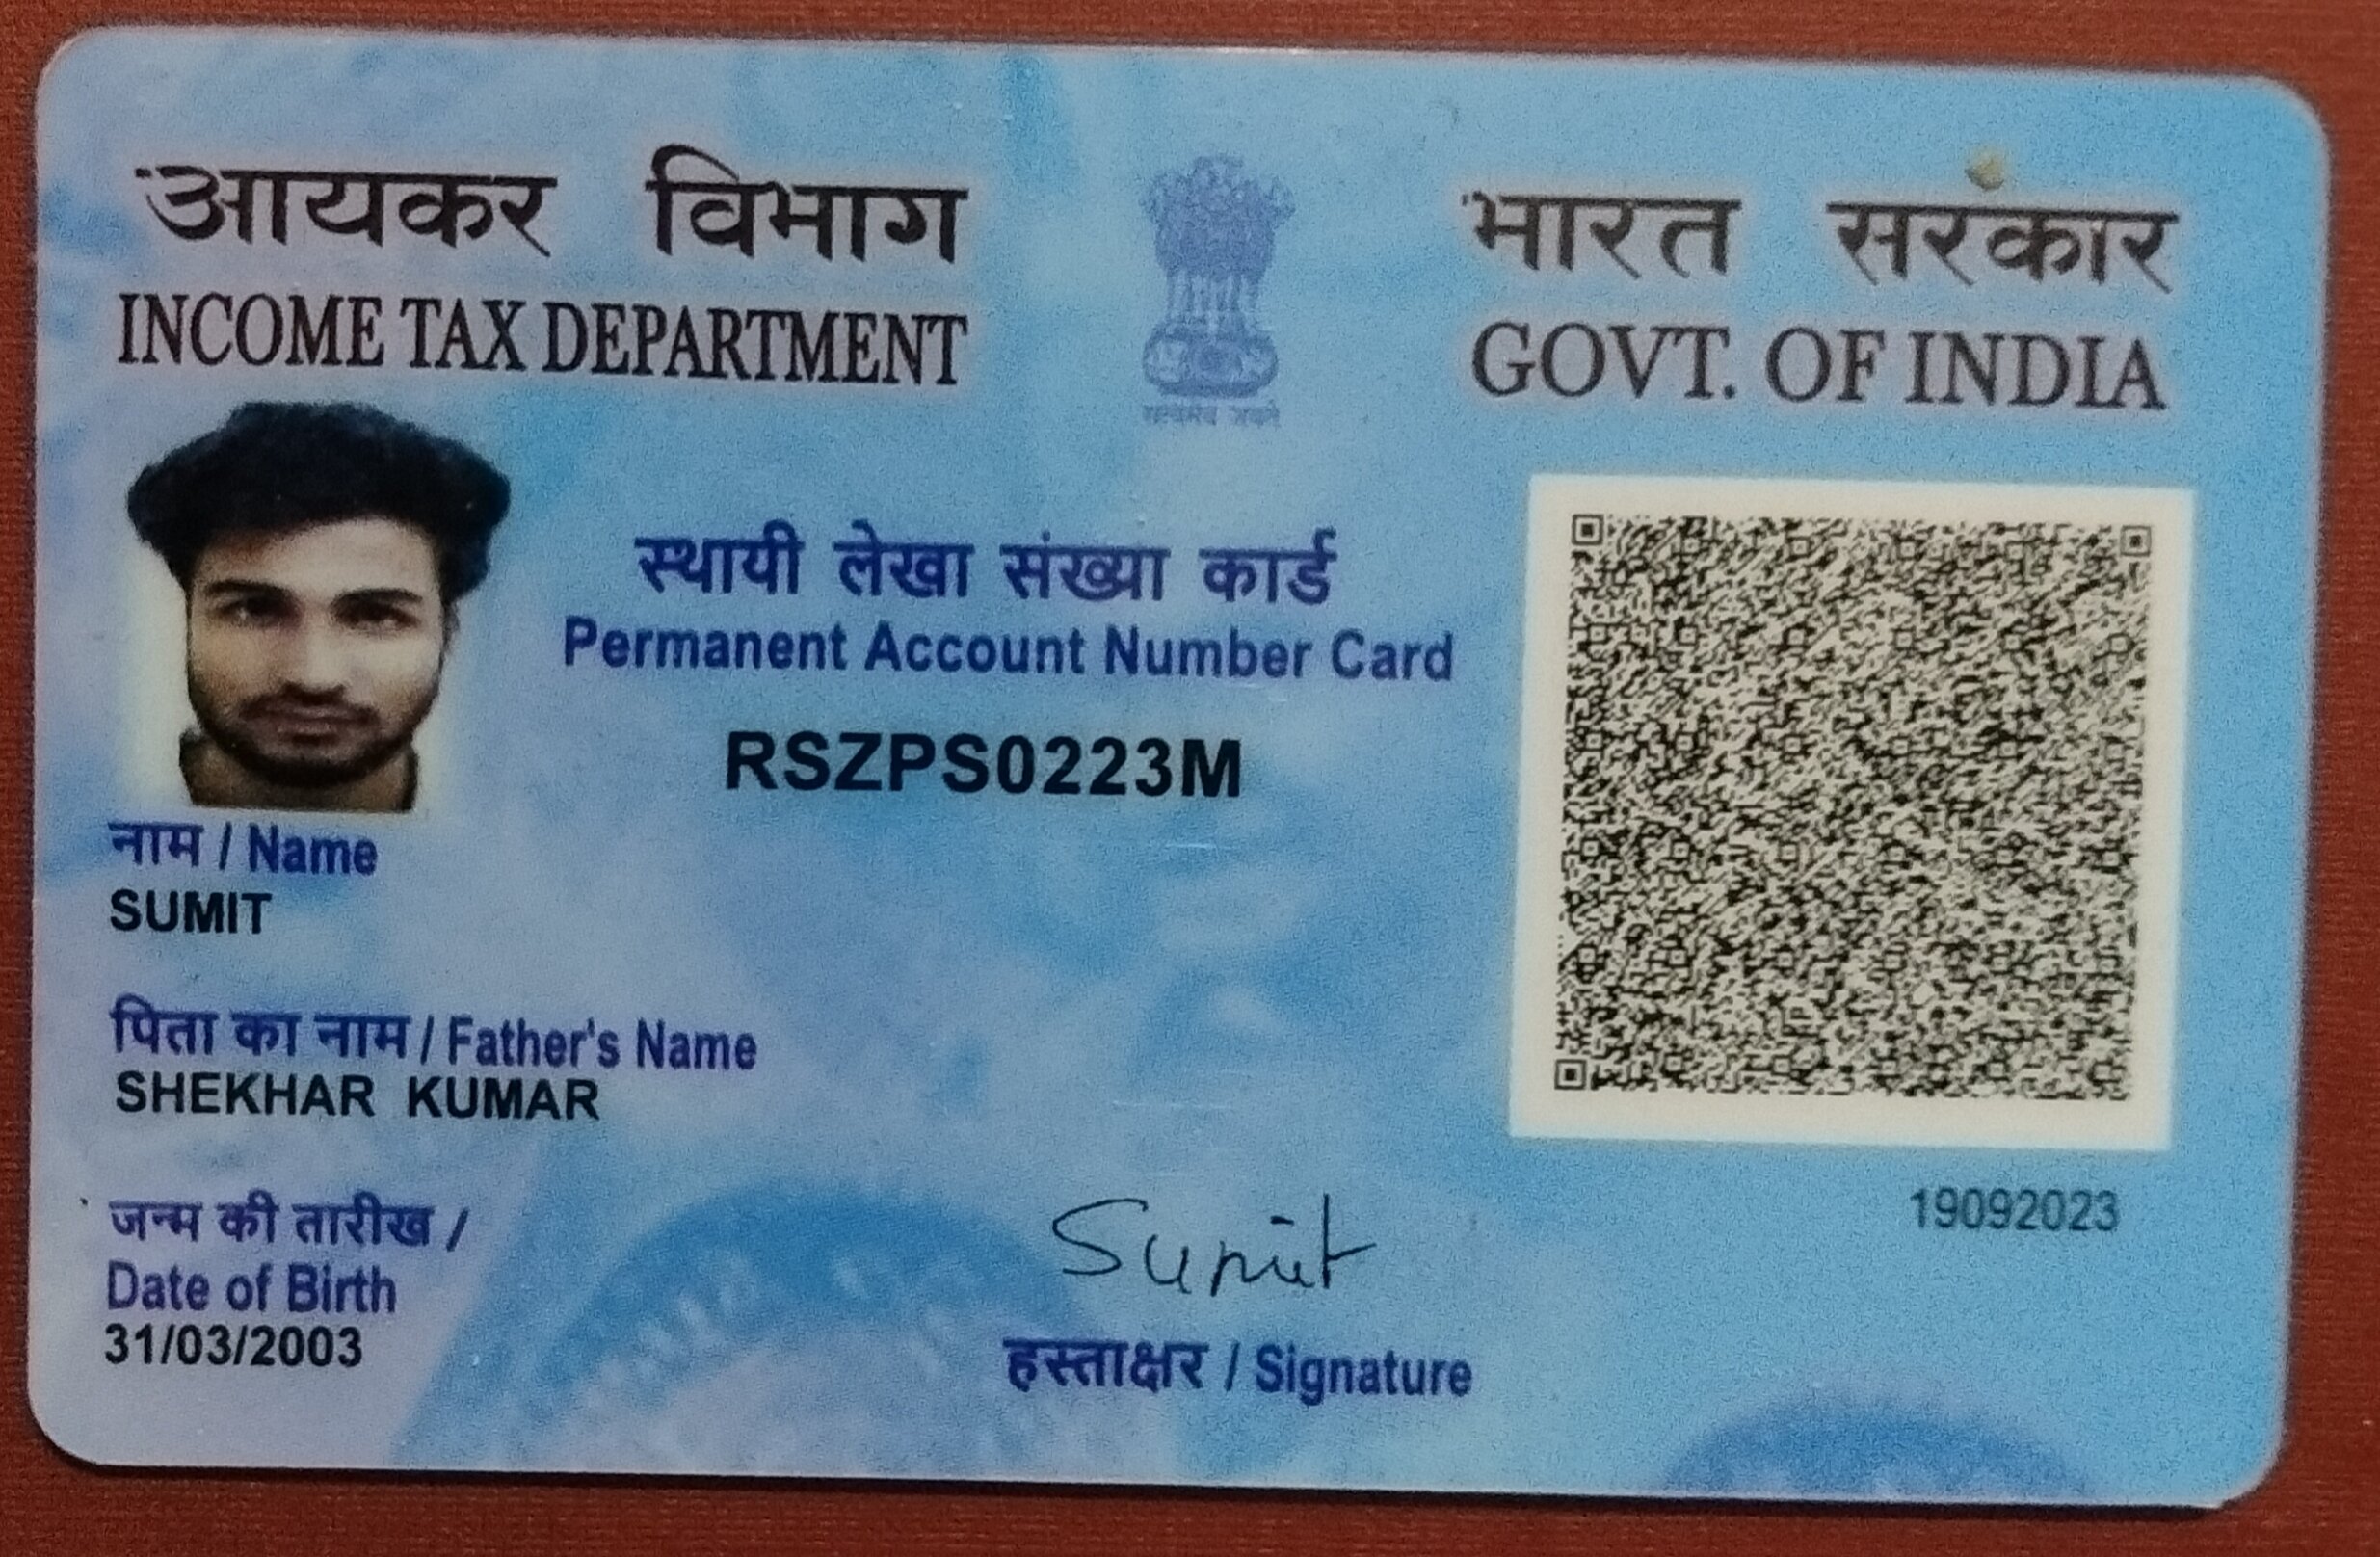 आयकर विभाग
INCOME TAX DEPARTMENT
सत्यमेव जयते
भारत सरकार
GOVT. OF INDIA
स्थायी लेखा संख्या कार्ड
Permanent Account Number Card
RSZPS0223M
नाम / Name
SUMIT
पिता का नाम / Father's Name
SHEKHAR KUMAR
जन्म की तारीख /
Date of Birth
31/03/2003
Sumit
हस्ताक्षर / Signature
19092023